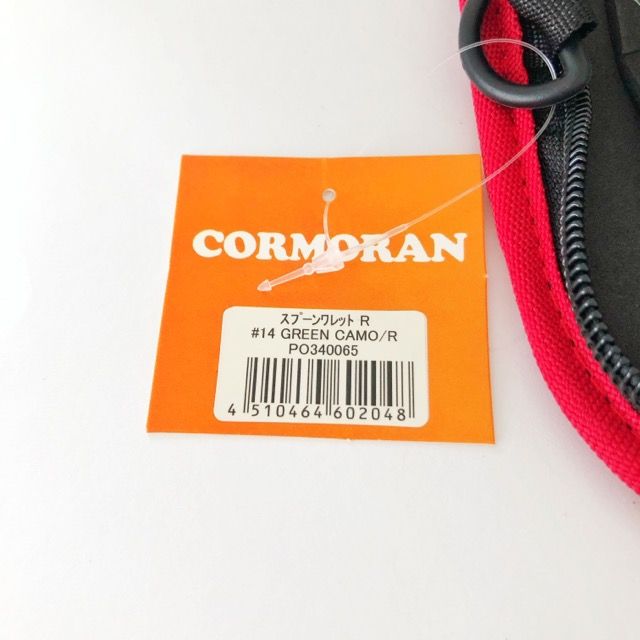 CORMORAN
ｽﾌﾟｰﾝﾜﾚｯﾄ R
#14 GREEN CAMO/R
PO340065
4 510464 602048